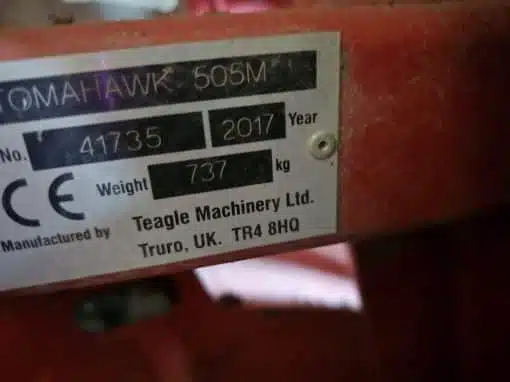 TOMAHAWK 505M
No. 41735 2017 Year
CE Weight 737 kg
Manufactured by Teagle Machinery Ltd.
Truro, UK. TR4 8HQ